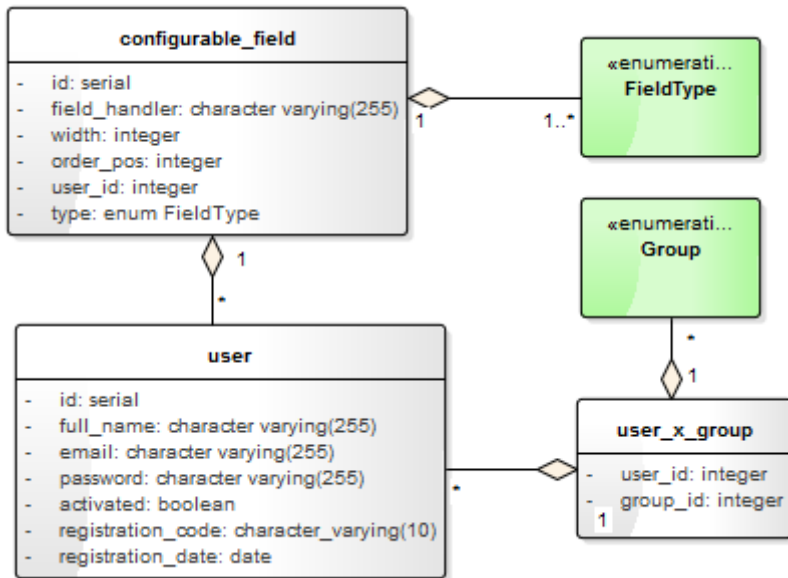 configurable_field
- id: serial
- field_handler: character varying(255)
- width: integer
- order_pos: integer
- user_id: integer
- type: enum FieldType
1
1..*
«enumerati...
FieldType
1
*
«enumerati...
Group
*
1
user
- id: serial
- full_name: character varying(255)
- email: character varying(255)
- password: character varying(255)
- activated: boolean
- registration_code: character_varying(10)
- registration_date: date
*
user_x_group
- user_id: integer
- group_id: integer
1